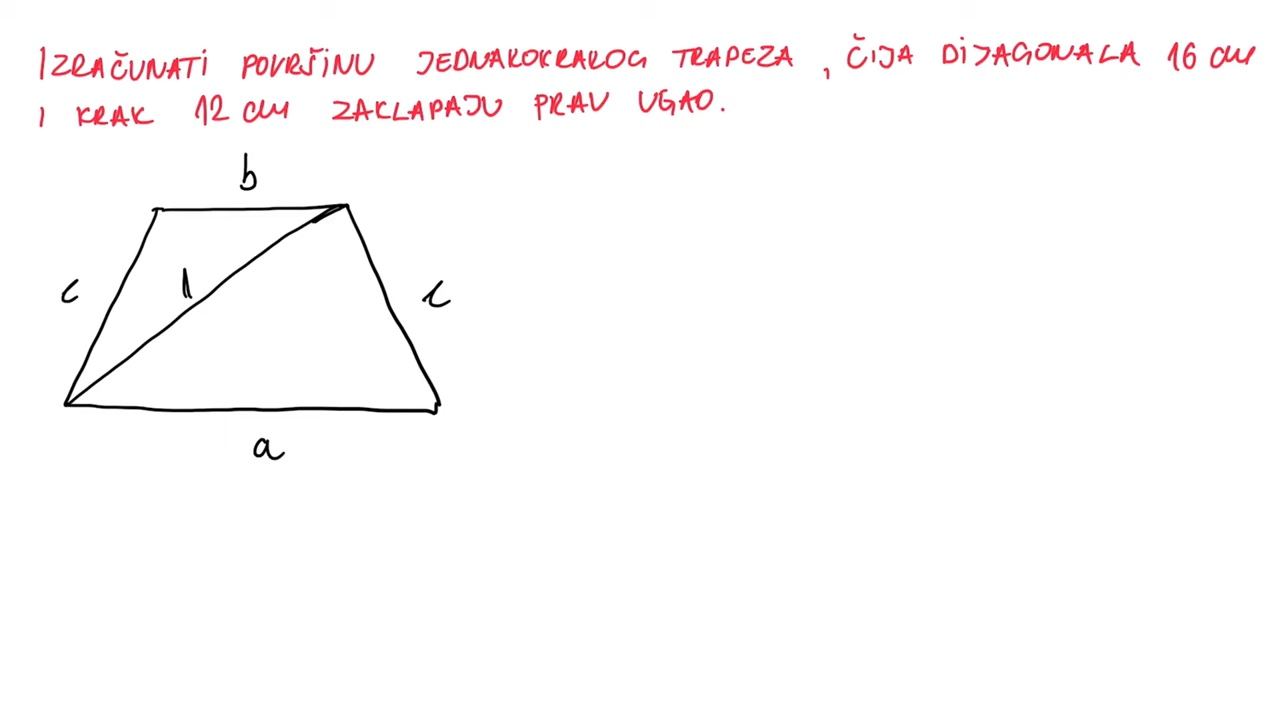 IZRAČUNATI POVRŠINU JEDNAKOKRAKOG TRAPEZA, ČIJA DIJAGONALA 16 cm
I KRAK 12 cm ZAKLAPAJU PRAV UGAO.
b
c
c
a